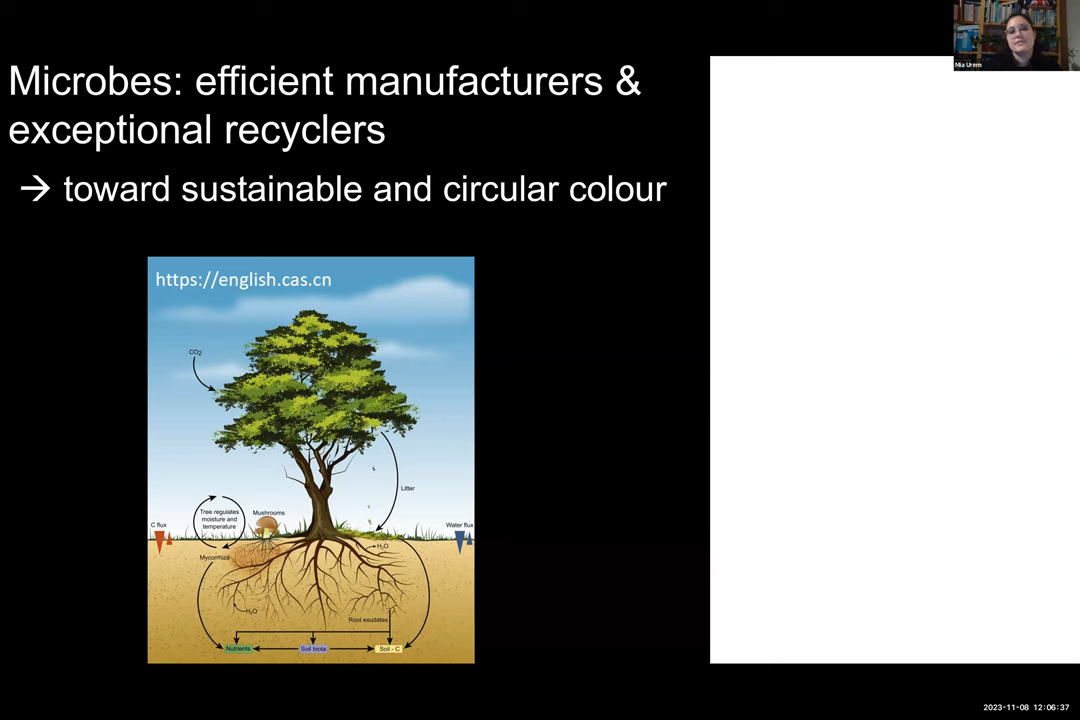 Microbes: efficient manufacturers &
exceptional recyclers
→ toward sustainable and circular colour
Mia Urem
https://english.cas.cn
CO2
Litter
Tree regulates
moisture and
temperature
Mushrooms
C flux
Water flux
H2O
Mycorrhiza
H2O
Root exudates
Nutrients
Soil biota
Soil - C
2023-11-08 12:06:37